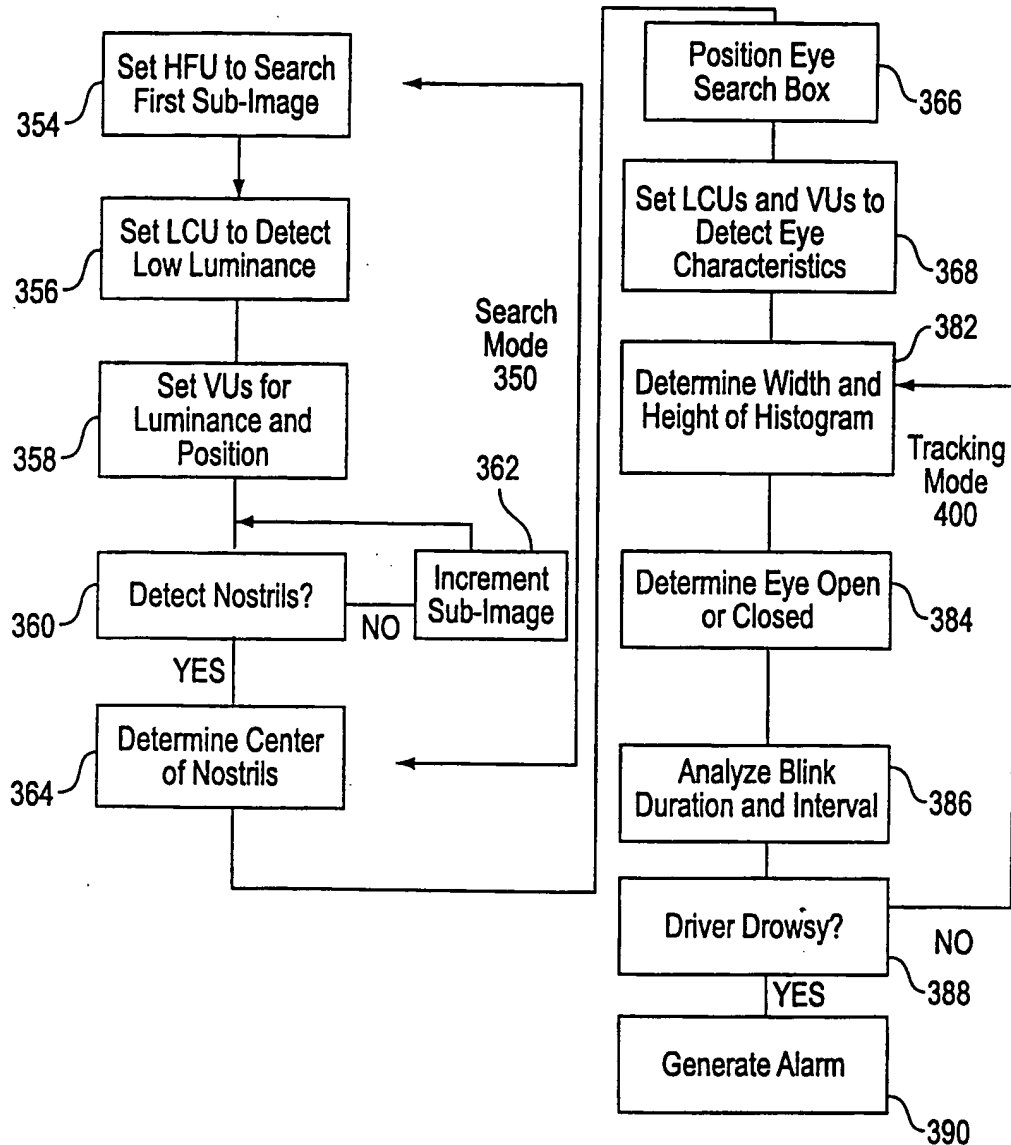 Set HFU to Search
First Sub-Image
354
Set LCU to Detect
Low Luminance
356
Set VUs for
Luminance and
Position
358
362
Detect Nostrils?
360
NO
Increment
Sub-Image
YES
Determine Center
of Nostrils
364
Search
Mode
350
Position Eye
Search Box
366
Set LCUs and VUs to
Detect Eye
Characteristics
368
382
Determine Width and
Height of Histogram
Tracking
Mode
400
Determine Eye Open
or Closed
384
Analyze Blink
Duration and Interval
386
Driver Drowsy?
NO
388
YES
Generate Alarm
390